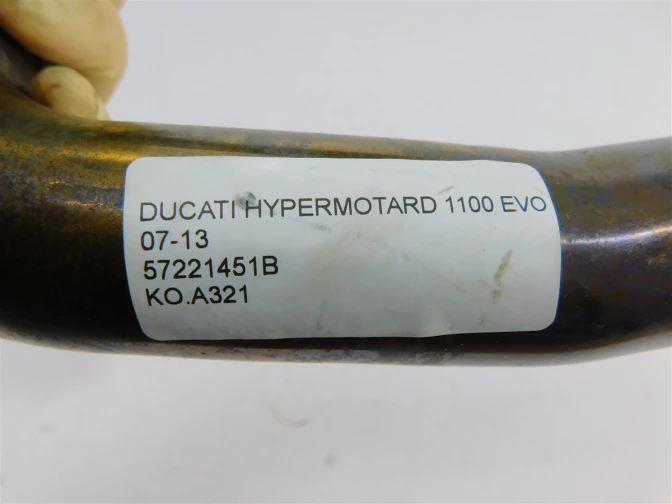 DUCATI HYPERMOTARD 1100 EVO
07-13
57221451B
KO.A321